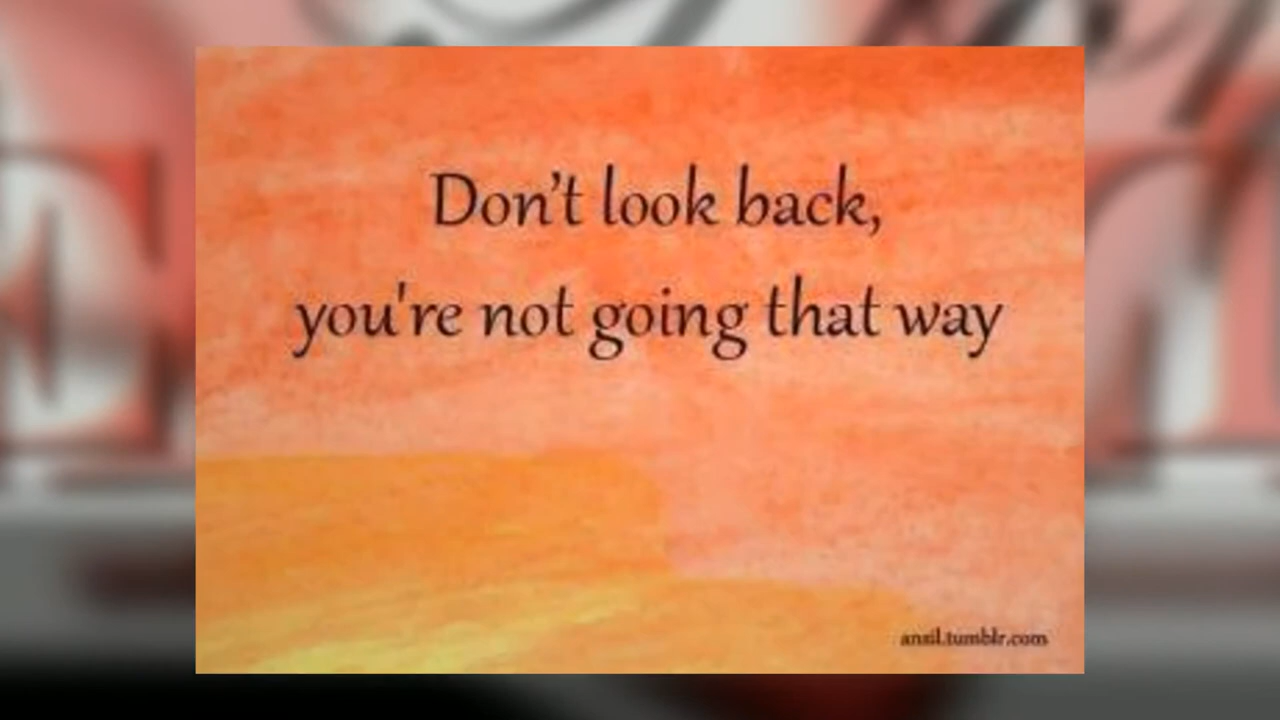 Don’t look back,
you're not going that way
ansil.tumblr.com